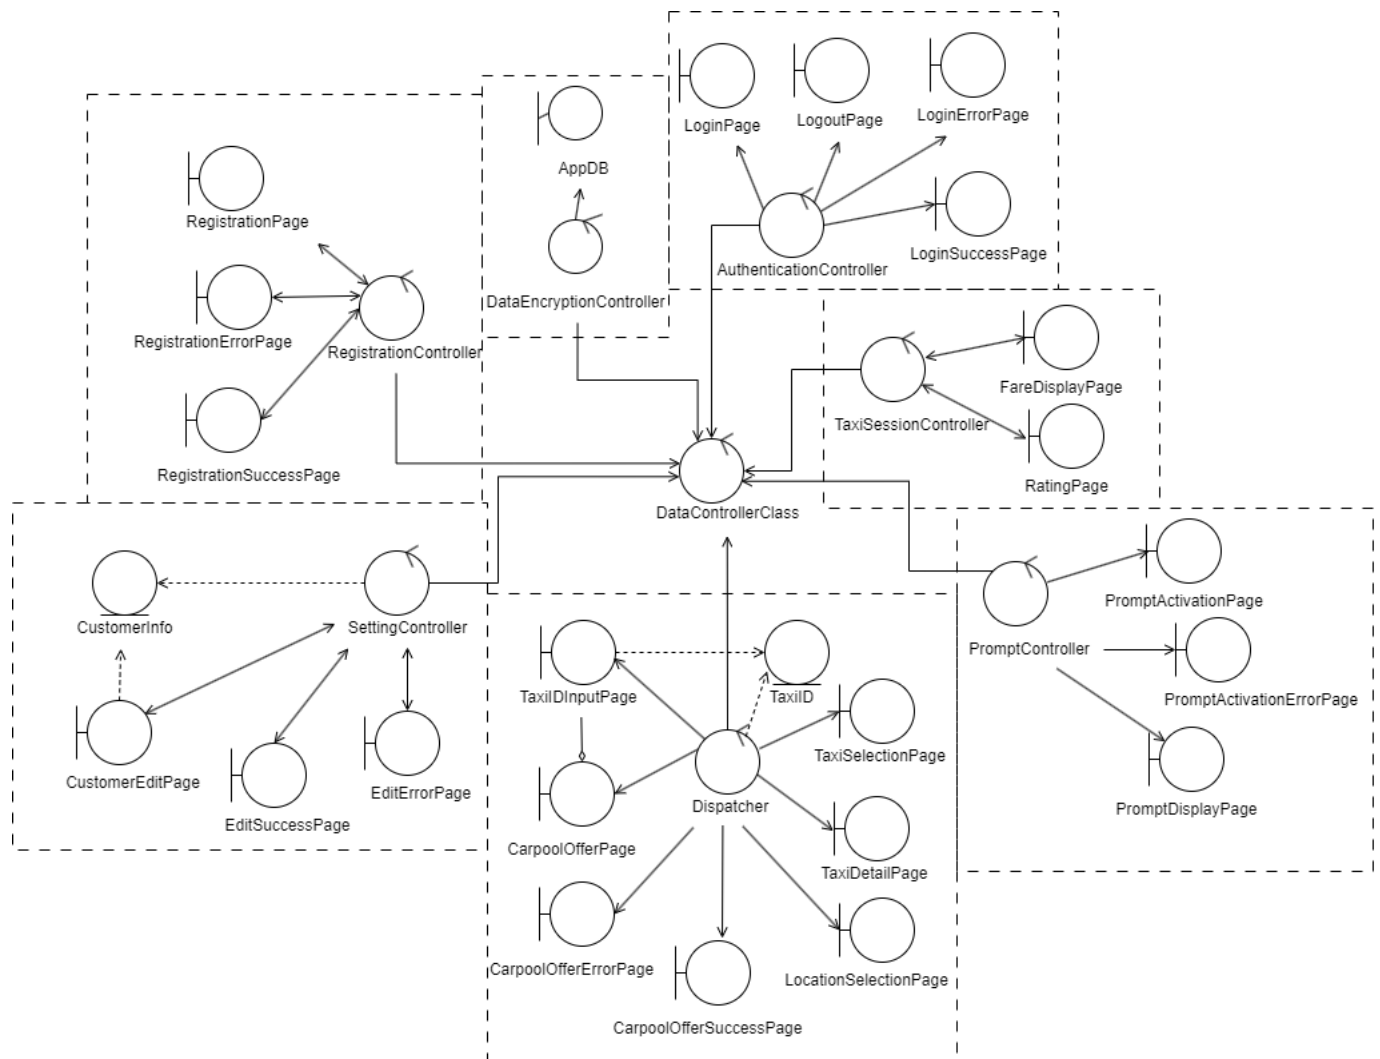 LoginPage
LogoutPage
LoginErrorPage
AppDB
RegistrationPage
LoginSuccessPage
AuthenticationController
DataEncryptionController
RegistrationErrorPage
RegistrationController
FareDisplayPage
TaxiSessionController
RegistrationSuccessPage
RatingPage
DataControllerClass
CustomerInfo
SettingController
PromptActivationPage
PromptController
TaxiIDInputPage
TaxiID
PromptActivationErrorPage
TaxiSelectionPage
CustomerEditPage
EditErrorPage
Dispatcher
PromptDisplayPage
EditSuccessPage
CarpoolOfferPage
TaxiDetailPage
CarpoolOfferErrorPage
LocationSelectionPage
CarpoolOfferSuccessPage